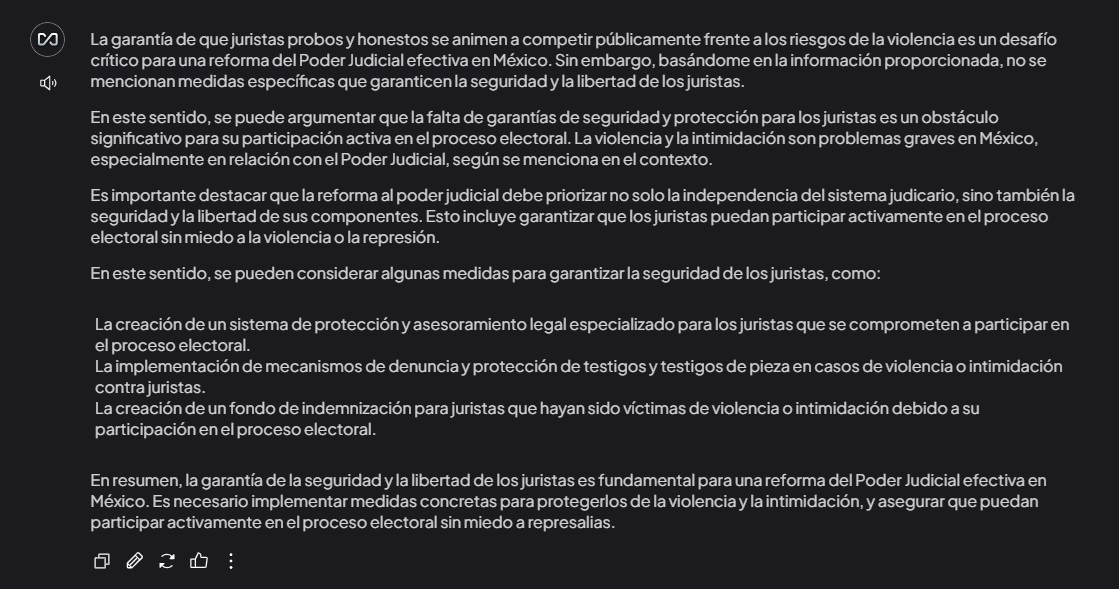 La garantía de que juristas probos y honestos se animen a competir públicamente frente a los riesgos de la violencia es un desafío
crítico para una reforma del Poder Judicial efectiva en México. Sin embargo, basándome en la información proporcionada, no se
mencionan medidas específicas que garanticen la seguridad y la libertad de los juristas.
En este sentido, se puede argumentar que la falta de garantías de seguridad y protección para los juristas es un obstáculo
significativo para su participación activa en el proceso electoral. La violencia y la intimidación son problemas graves en México,
especialmente en relación con el Poder Judicial, según se menciona en el contexto.
Es importante destacar que la reforma al poder judicial debe priorizar no solo la independencia del sistema judicario, sino también la
seguridad y la libertad de sus componentes. Esto incluye garantizar que los juristas puedan participar activamente en el proceso
electoral sin miedo a la violencia o la represión.
En este sentido, se pueden considerar algunas medidas para garantizar la seguridad de los juristas, como:
La creación de un sistema de protección y asesoramiento legal especializado para los juristas que se comprometen a participar en
el proceso electoral.
La implementación de mecanismos de denuncia y protección de testigos y testigos de pieza en casos de violencia o intimidación
contra juristas.
La creación de un fondo de indemnización para juristas que hayan sido víctimas de violencia o intimidación debido a su
participación en el proceso electoral.
En resumen, la garantía de la seguridad y la libertad de los juristas es fundamental para una reforma del Poder Judicial efectiva en
México. Es necesario implementar medidas concretas para protegerlos de la violencia y la intimidación, y asegurar que puedan
participar activamente en el proceso electoral sin miedo a represalias.